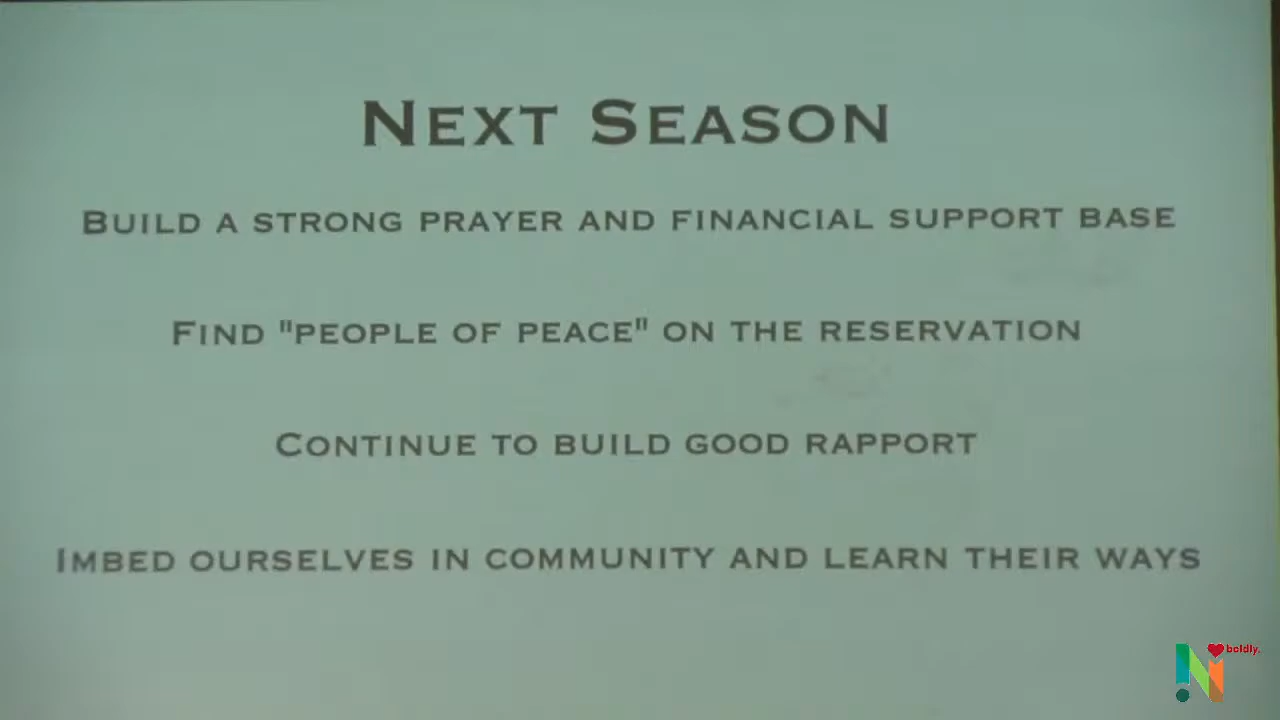 Next Season
Build a strong prayer and financial support base
Find "people of peace" on the reservation
Continue to build good rapport
Imbed ourselves in community and learn their ways
boldly.